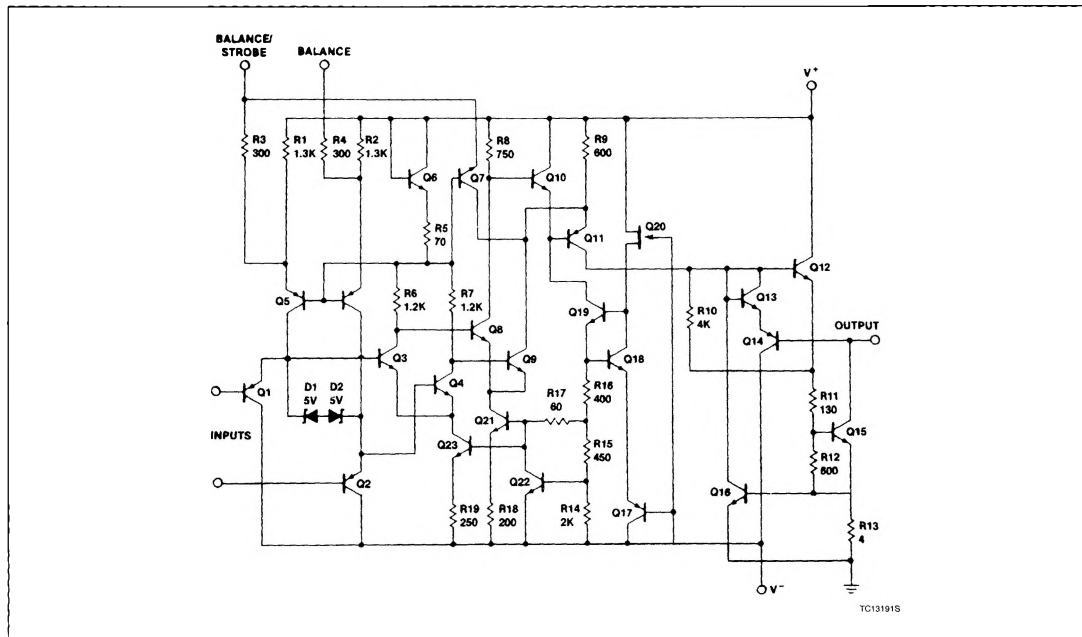 BALANCE/
STROBE
BALANCE
V+
R3
300
R1
1.3K
R4
300
R2
1.3K
Q6
Q7
R8
750
Q10
R9
600
R5
70
Q11
Q20
Q12
Q5
R6
1.2K
R7
1.2K
Q8
Q19
R10
4K
Q13
Q14
OUTPUT
Q3
Q9
Q18
Q1
D1
5V
D2
5V
Q4
R17
60
R16
400
R11
130
INPUTS
Q21
Q15
Q23
R15
450
R12
600
Q2
Q22
Q16
R19
250
R18
200
R14
2K
Q17
R13
4
V-
TC13191S